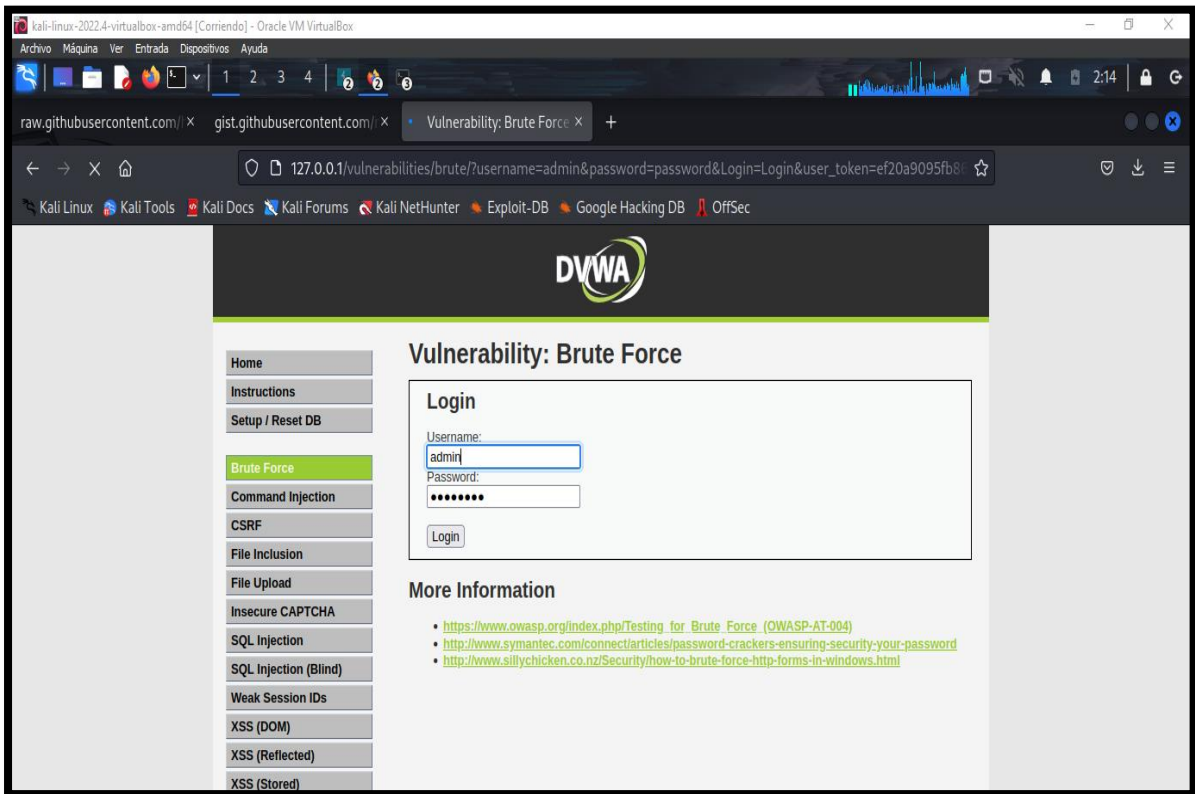 kali-linux-2022.4-virtualbox-amd64 [Corriendo] - Oracle VM VirtualBox
Archivo Máquina Ver Entrada Dispositivos Ayuda
1 2 3 4 2 2 3 2:14
raw.githubusercontent.com/ gist.githubusercontent.com/ Vulnerability: Brute Force
127.0.0.1/vulnerabilities/brute/?username=admin&password=password&Login=Login&user_token=ef20a9095fb8
Kali Linux Kali Tools Kali Docs Kali Forums Kali NetHunter Exploit-DB Google Hacking DB OffSec
DVWA
Home
Instructions
Setup / Reset DB
Brute Force
Command Injection
CSRF
File Inclusion
File Upload
Insecure CAPTCHA
SQL Injection
SQL Injection (Blind)
Weak Session IDs
XSS (DOM)
XSS (Reflected)
XSS (Stored)
Vulnerability: Brute Force
Login
Username:
admin
Password:
••••••••
Login
More Information
• https://www.owasp.org/index.php/Testing_for_Brute_Force_(OWASP-AT-004)
• http://www.symantec.com/connect/articles/password-crackers-ensuring-security-your-password
• http://www.sillychicken.co.nz/Security/how-to-brute-force-http-forms-in-windows.html